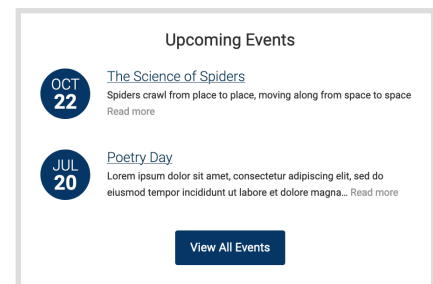 Upcoming Events
OCT
22
The Science of Spiders
Spiders crawl from place to place, moving along from space to space
Read more
JUL
20
Poetry Day
Lorem ipsum dolor sit amet, consectetur adipiscing elit, sed do
eiusmod tempor incididunt ut labore et dolore magna... Read more
View All Events